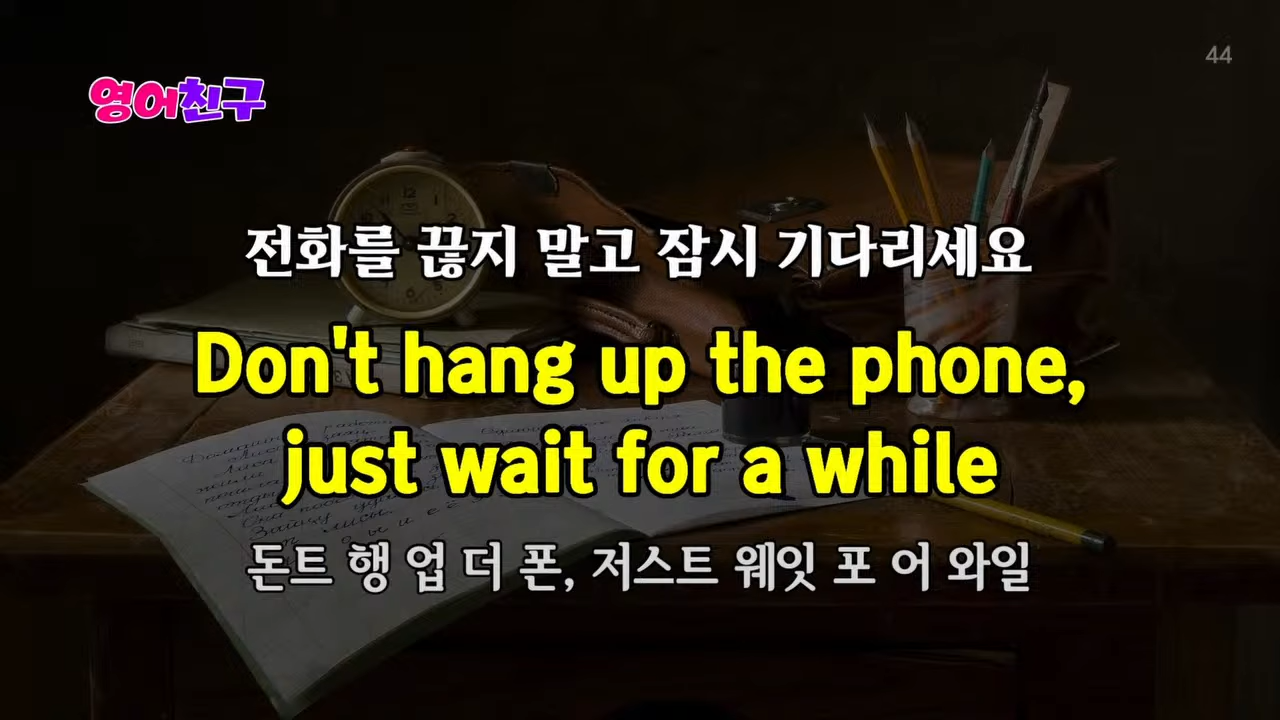 44
영어친구
전화를 끊지 말고 잠시 기다리세요
Don't hang up the phone,
just wait for a while
돈트 행 업 더 폰, 저스트 웨잇 포 어 와일